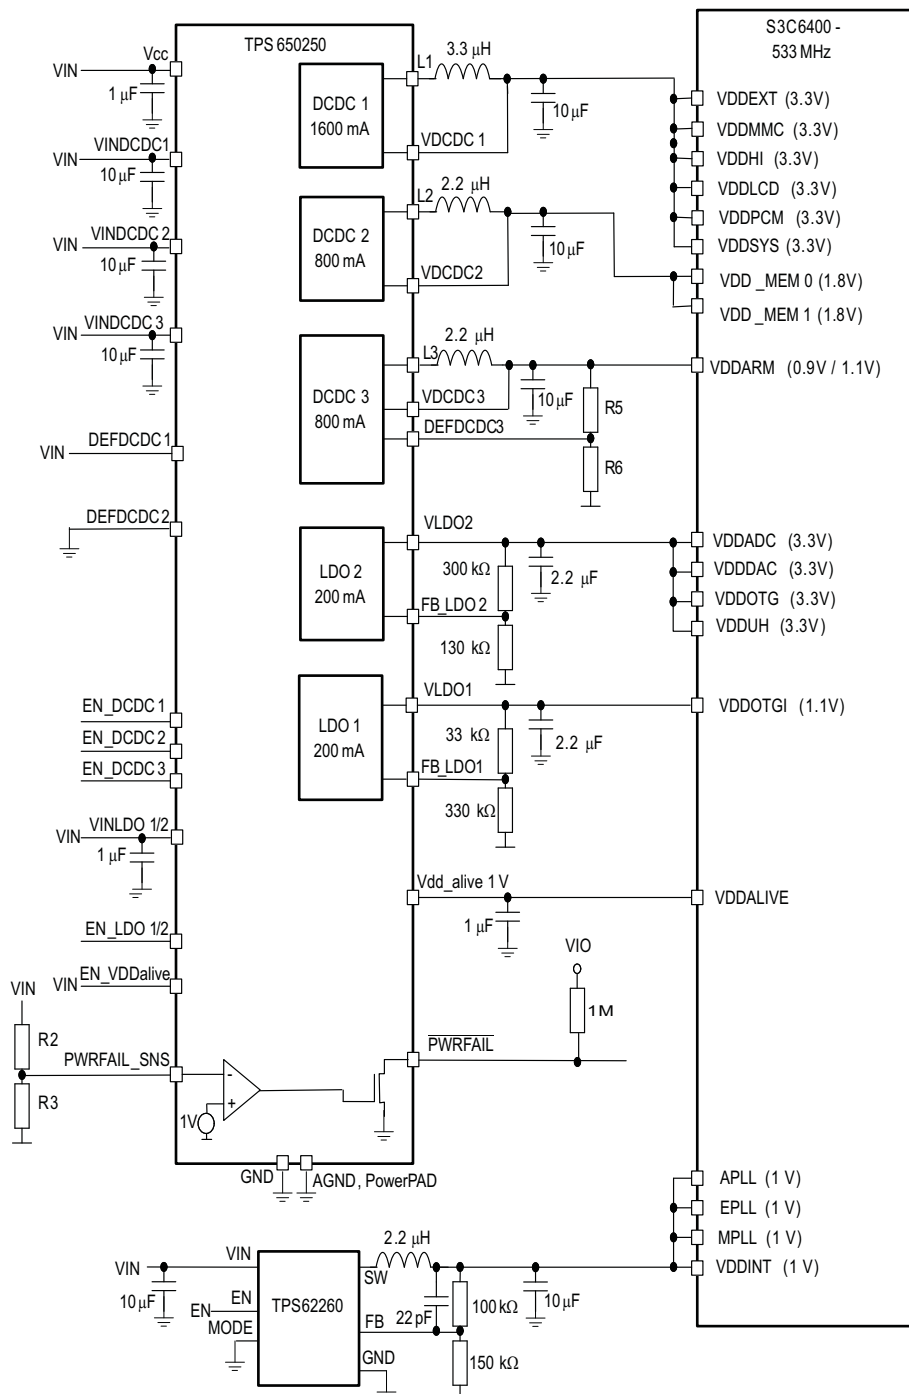 TPS 650250
S3C6400 -
533 MHz
VIN
Vcc
1 μF
VIN
VINDCDC1
10 μF
VIN
VINDCDC 2
10 μF
VIN
VINDCDC 3
10 μF
VIN
DEFDCDC 1
DEFDCDC 2
EN_DCDC 1
EN_DCDC 2
EN_DCDC 3
VIN
VINLDO 1/2
1 μF
EN_LDO 1/2
VIN
EN_VDDalive
VIN
R2
PWRFAIL_SNS
R3
-
+
1V
GND
AGND, PowerPAD
DCDC 1
1600 mA
L1
3.3 μH
VDCDC 1
10 μF
DCDC 2
800 mA
L2
2.2 μH
VDCDC2
10 μF
DCDC 3
800 mA
L3
2.2 μH
VDCDC 3
DEFDCDC3
10 μF
R5
R6
LDO 2
200 mA
VLDO2
300 kΩ
2.2 μF
FB_LDO 2
130 kΩ
LDO 1
200 mA
VLDO1
33 kΩ
2.2 μF
FB_LDO1
330 kΩ
Vdd_alive 1 V
1 μF
VIO
1M
PWRFAIL
VDDEXT (3.3V)
VDDMMC (3.3V)
VDDHI (3.3V)
VDDLCD (3.3V)
VDDPCM (3.3V)
VDDSYS (3.3V)
VDD _MEM 0 (1.8V)
VDD _MEM 1 (1.8V)
VDDARM (0.9V / 1.1V)
VDDADC (3.3V)
VDDDAC (3.3V)
VDDOTG (3.3V)
VDDUH (3.3V)
VDDOTGI (1.1V)
VDDALIVE
APLL (1 V)
EPLL (1 V)
MPLL (1 V)
VDDINT (1 V)
VIN
VIN
10 μF
EN
EN
MODE
TPS62260
SW
2.2 μH
FB
GND
22 pF
100 kΩ
150 kΩ
10 μF